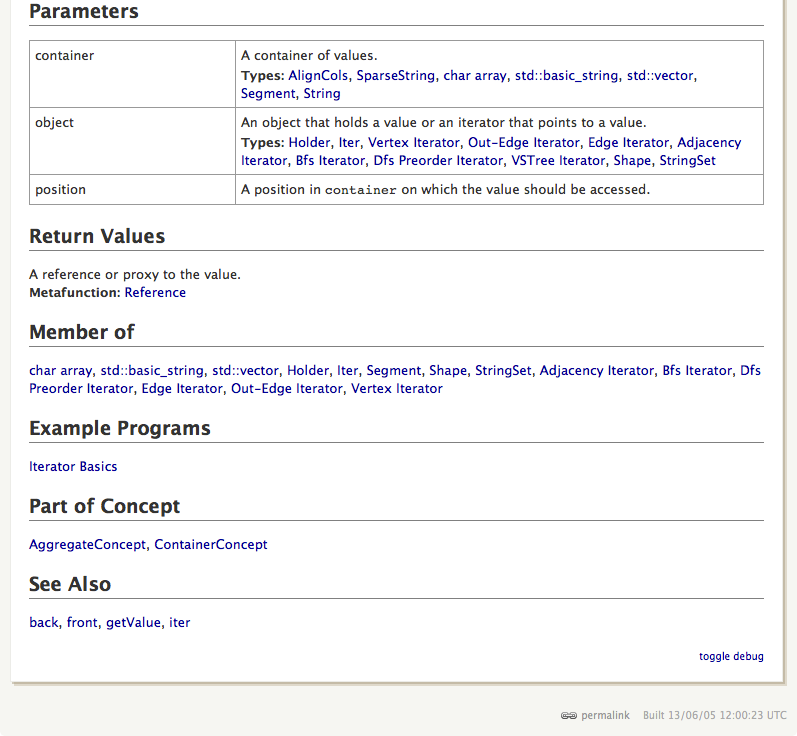 Parameters
container
A container of values.
Types: AlignCols, SparseString, char array, std::basic_string, std::vector,
Segment, String
object
An object that holds a value or an iterator that points to a value.
Types: Holder, Iter, Vertex Iterator, Out-Edge Iterator, Edge Iterator, Adjacency
Iterator, Bfs Iterator, Dfs Preorder Iterator, VSTree Iterator, Shape, StringSet
position
A position in container on which the value should be accessed.
Return Values
A reference or proxy to the value.
Metafunction: Reference
Member of
char array, std::basic_string, std::vector, Holder, Iter, Segment, Shape, StringSet, Adjacency Iterator, Bfs Iterator, Dfs
Preorder Iterator, Edge Iterator, Out-Edge Iterator, Vertex Iterator
Example Programs
Iterator Basics
Part of Concept
AggregateConcept, ContainerConcept
See Also
back, front, getValue, iter
toggle debug
permalink Built 13/06/05 12:00:23 UTC